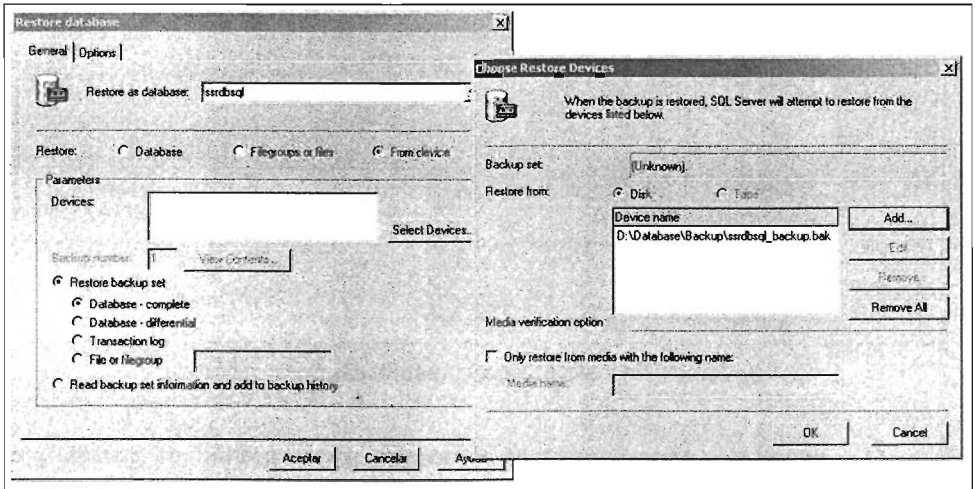 Restore database
General Options
Restore as database: ssrdbsql
Restore: Database Filegroups or files From device
Parameters
Devices:
Select Devices...
Backup number: 1 View Contents...
Restore backup set
Database - complete
Database - differential
Transaction log
File or filegroup
Read backup set information and add to backup history
Aceptar Cancelar
Choose Restore Devices
When the backup is restored, SQL Server will attempt to restore from the
devices listed below.
Backup set: (Unknown).
Restore from: Disk Tape
Device name
D:\Database\Backup\ssrdbsql_backup.bak
Add...
Edit
Remove
Remove All
Media verification option
Only restore from media with the following name:
Media name:
OK Cancel